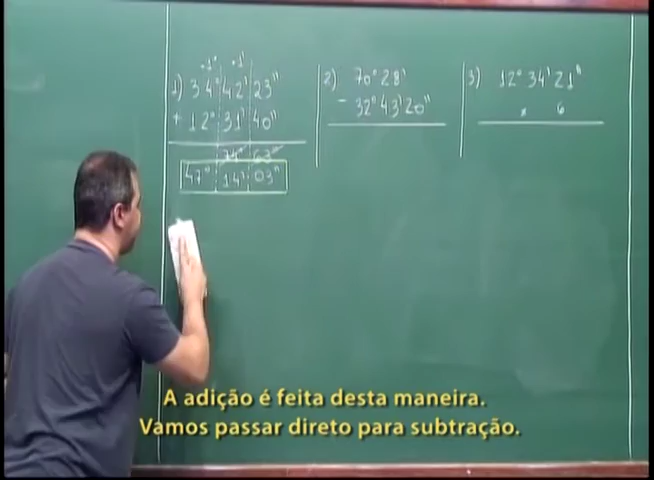 +1° +1'
1) 34° 42' 23"
+ 12° 31' 40"
74' 63"
47° 14' 03"
2) 70° 28'
- 32° 43' 20"
3) 12° 34' 21"
x 6
A adição é feita desta maneira.
Vamos passar direto para subtração.